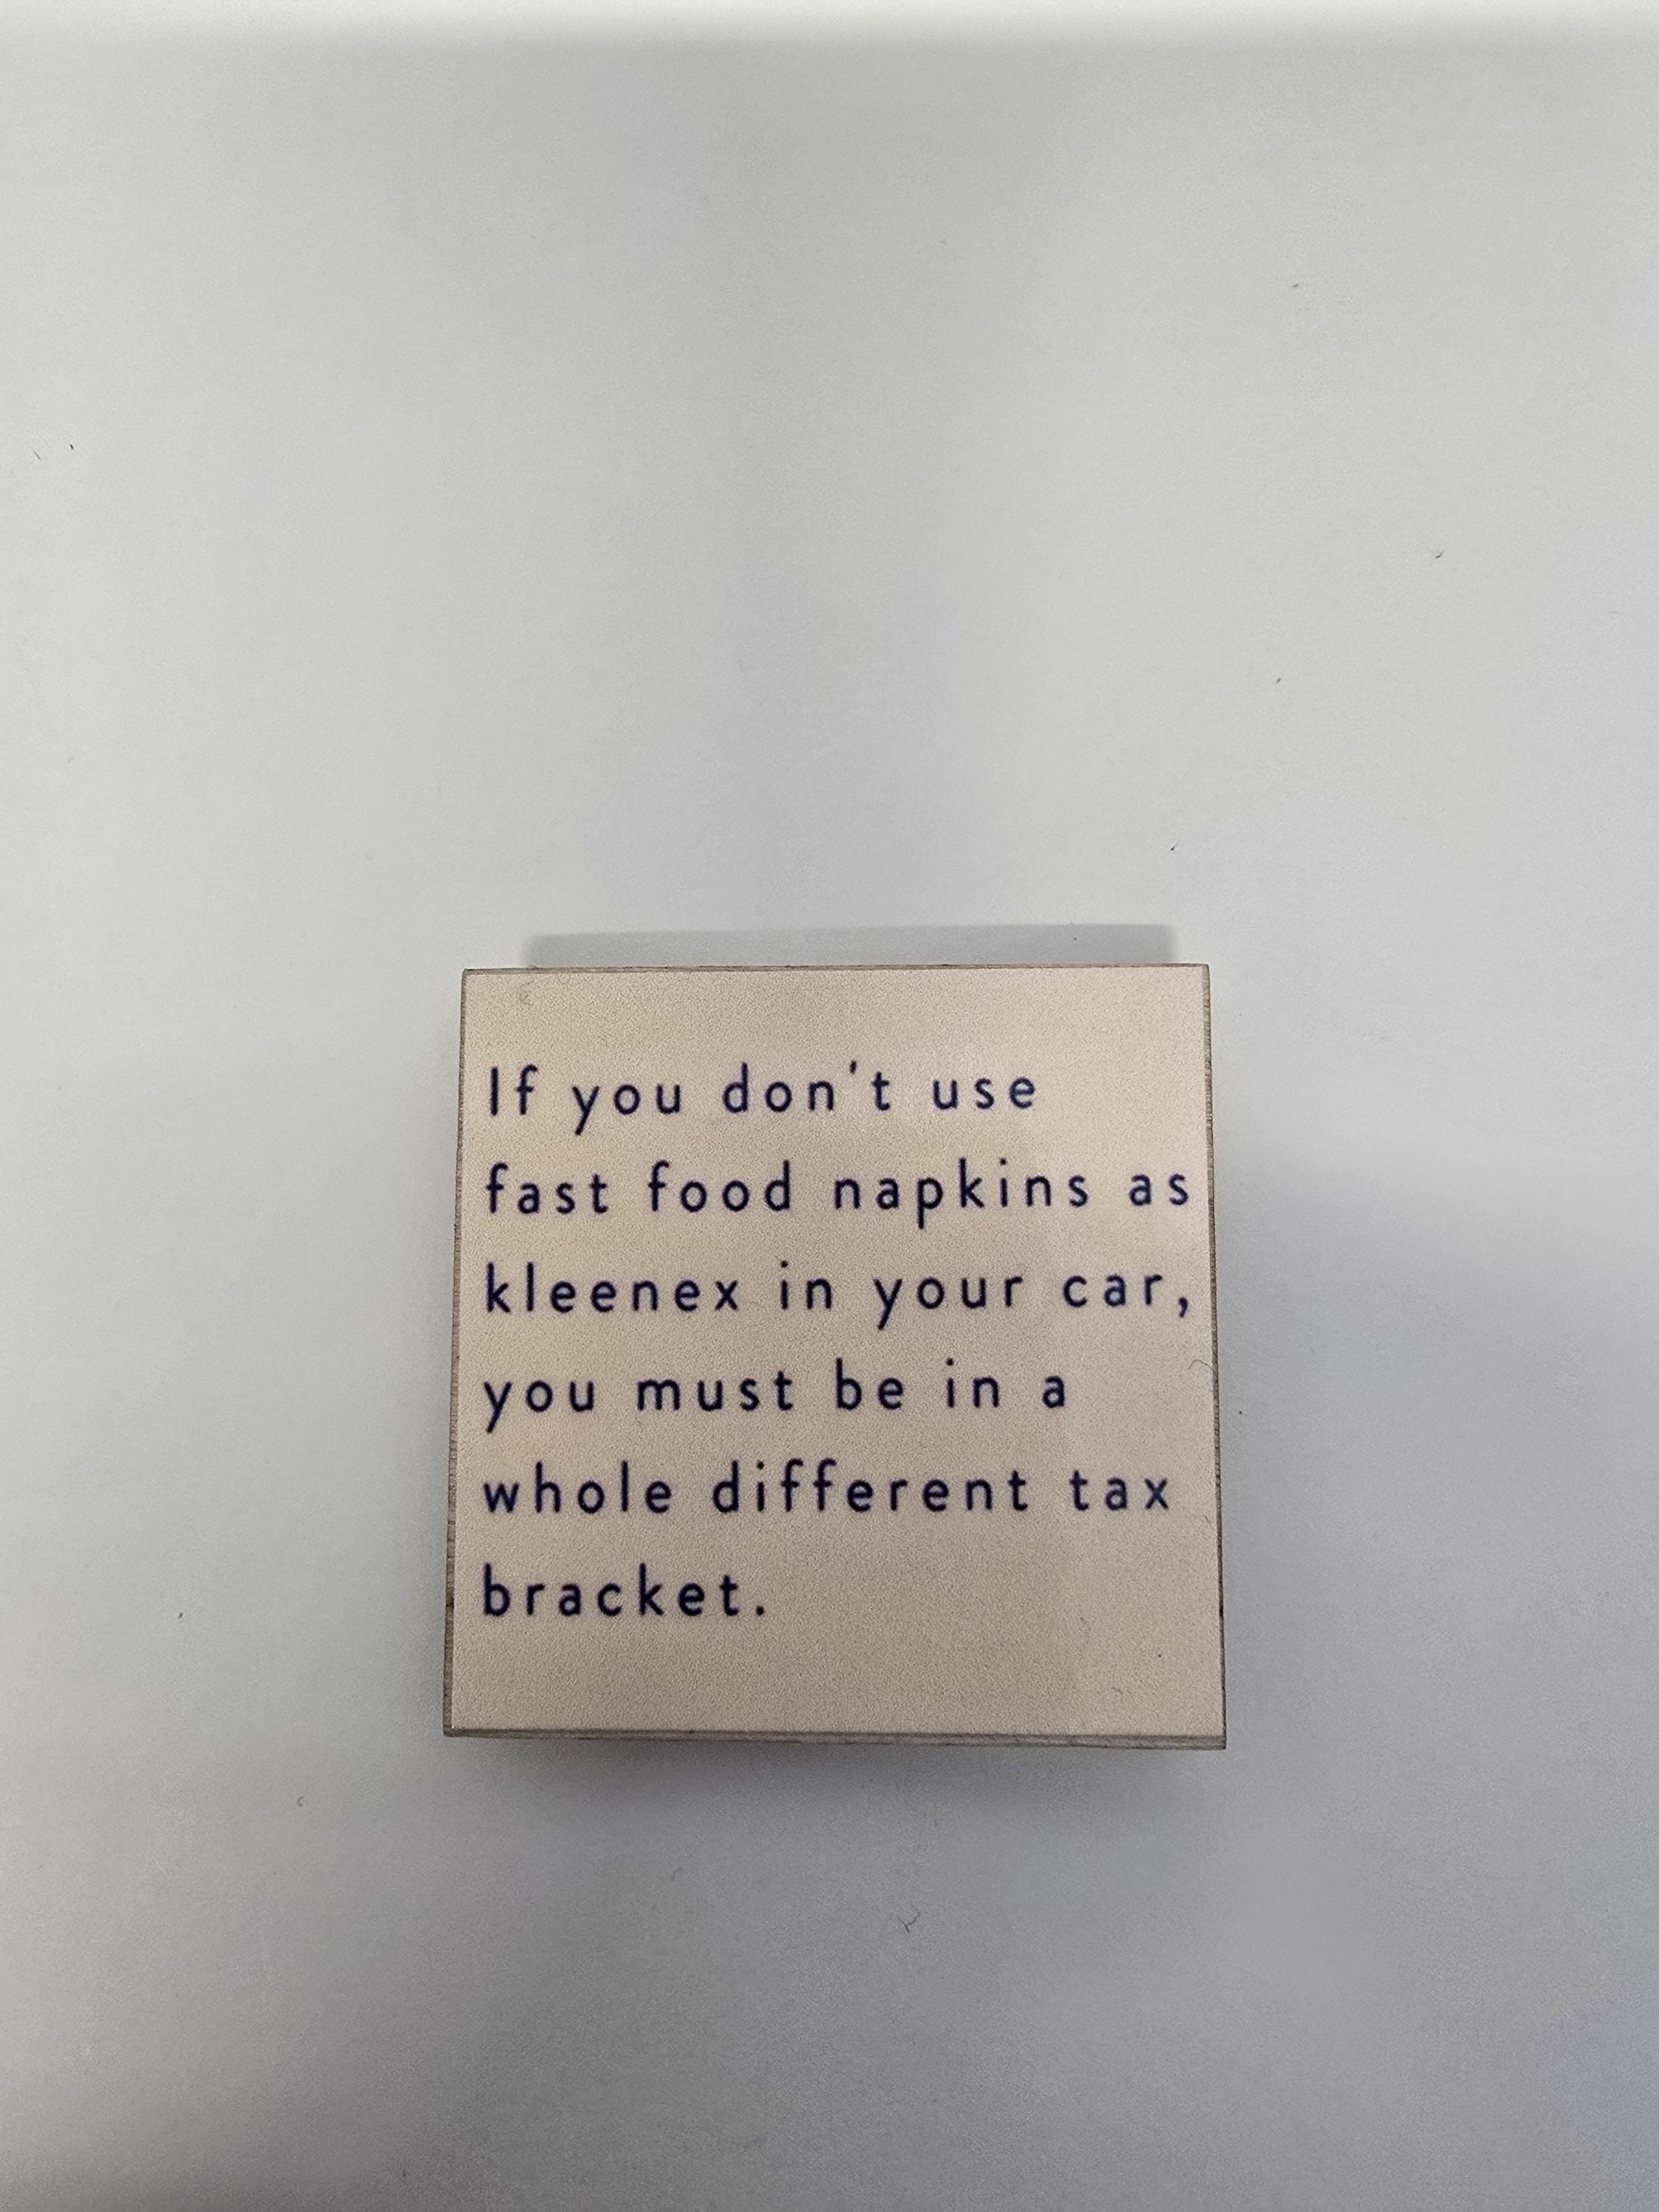 If you don't use
fast food napkins as
kleenex in your car,
you must be in a
whole different tax
bracket.